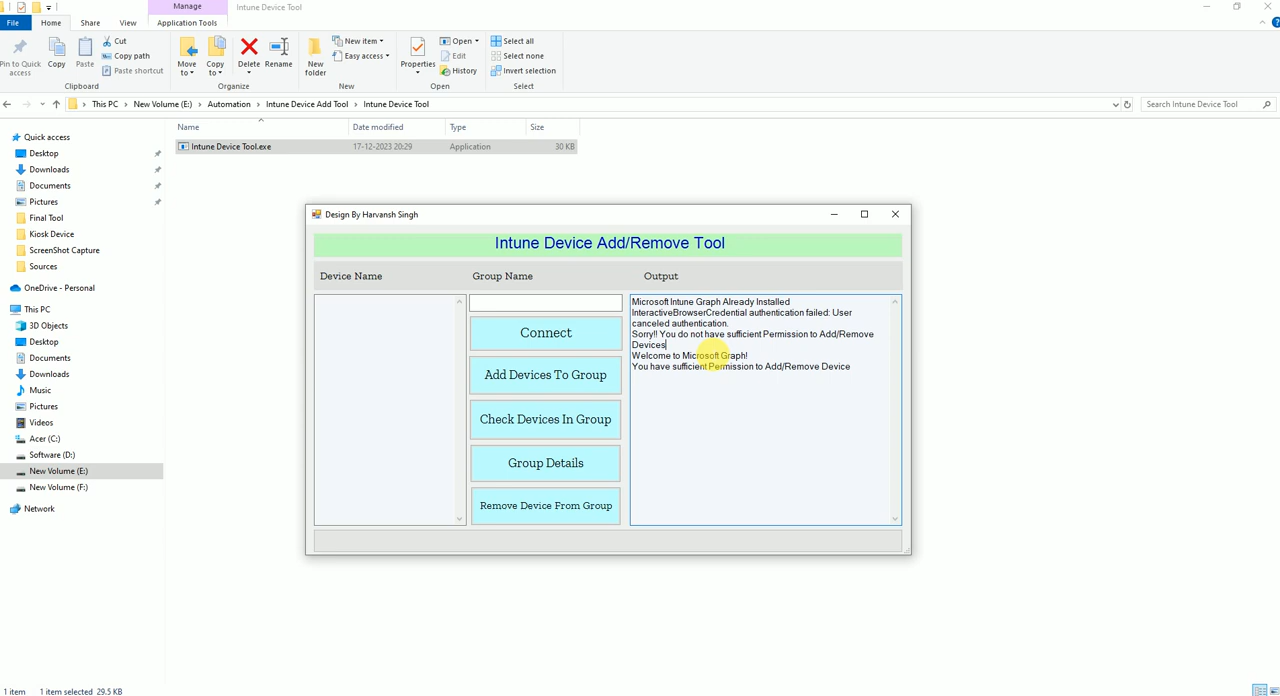 Manage
Intune Device Tool
File
Home
Share
View
Application Tools
Pin to Quick access
Copy
Paste
Cut
Copy path
Paste shortcut
Clipboard
Move to
Copy to
Delete
Rename
Organize
New folder
New item
Easy access
New
Properties
Open
Edit
History
Open
Select all
Select none
Invert selection
Select
This PC > New Volume (E:) > Automation > Intune Device Add Tool > Intune Device Tool
Search Intune Device Tool
Name
Date modified
Type
Size
Intune Device Tool.exe
17-12-2023 20:29
Application
30 KB
Quick access
Desktop
Downloads
Documents
Pictures
Final Tool
Kiosk Device
ScreenShot Capture
Sources
OneDrive - Personal
This PC
3D Objects
Desktop
Documents
Downloads
Music
Pictures
Videos
Acer (C:)
Software (D:)
New Volume (E:)
New Volume (F:)
Network
Design By Harvansh Singh
Intune Device Add/Remove Tool
Device Name
Group Name
Output
Connect
Add Devices To Group
Check Devices In Group
Group Details
Remove Device From Group
Microsoft Intune Graph Already Installed
InteractiveBrowserCredential authentication failed: User
canceled authentication.
Sorry!! You do not have sufficient Permission to Add/Remove
Devices
Welcome to Microsoft Graph!
You have sufficient Permission to Add/Remove Device
1 item
1 item selected 29.5 KB